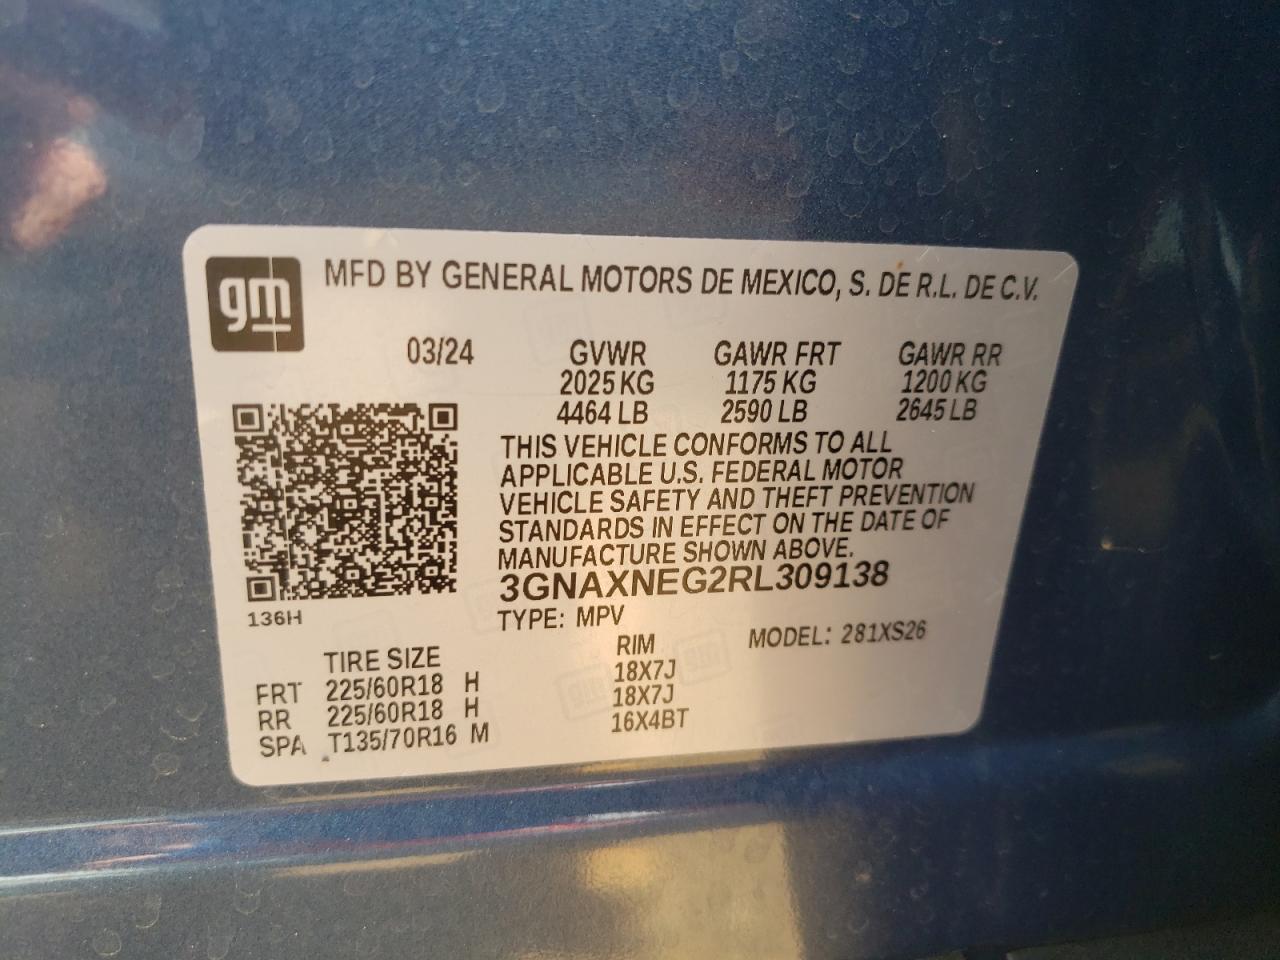 gm
MFD BY GENERAL MOTORS DE MEXICO, S. DE R.L. DE C.V.
03/24 GVWR GAWR FRT GAWR RR
2025 KG 1175 KG 1200 KG
4464 LB 2590 LB 2645 LB
THIS VEHICLE CONFORMS TO ALL
APPLICABLE U.S. FEDERAL MOTOR
VEHICLE SAFETY AND THEFT PREVENTION
STANDARDS IN EFFECT ON THE DATE OF
MANUFACTURE SHOWN ABOVE.
3GNAXNEG2RL309138
136H
TYPE: MPV
MODEL: 281XS26
TIRE SIZE RIM
FRT 225/60R18 H 18X7J
RR 225/60R18 H 18X7J
SPA T135/70R16 M 16X4BT